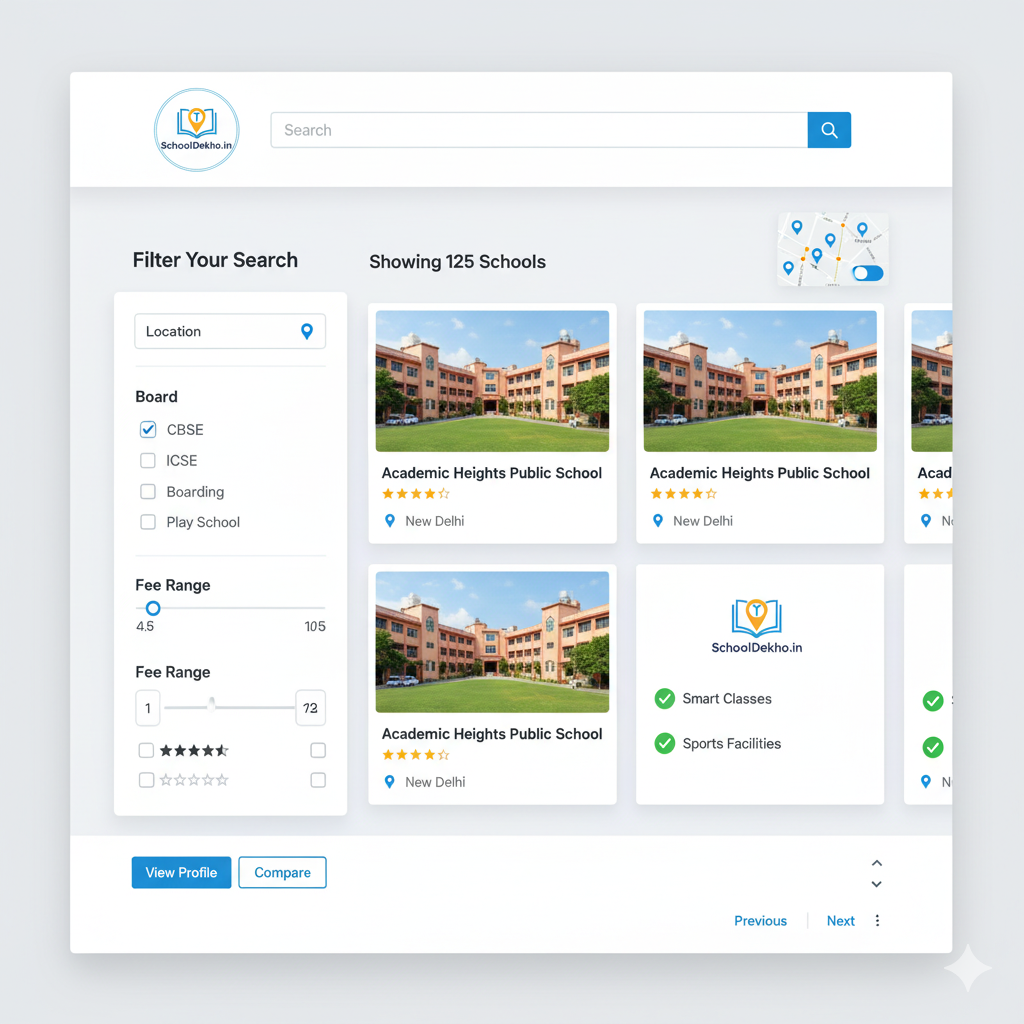 SchoolDekho.in
Search
Filter Your Search
Showing 125 Schools
Location
Board
CBSE
ICSE
Boarding
Play School
Fee Range
4.5
105
Fee Range
1
72
Academic Heights Public School
New Delhi
Academic Heights Public School
New Delhi
Acad
Academic Heights Public School
New Delhi
SchoolDekho.in
Smart Classes
Sports Facilities
View Profile
Compare
Previous
Next